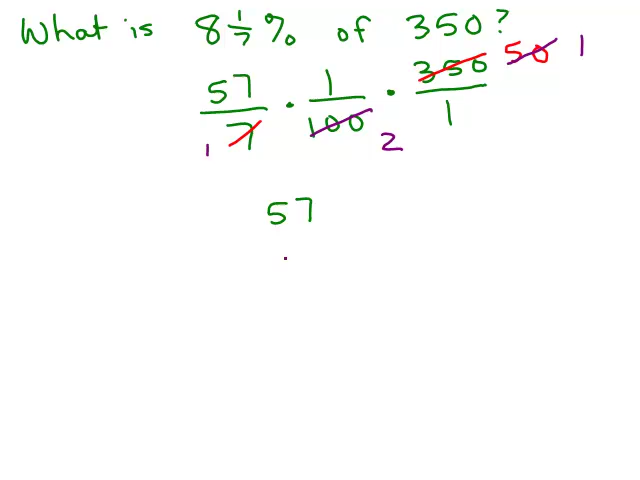 What is 8 1/7 % of 350?
57/7 · 1/100 · 350/1 50 1
1 2
57